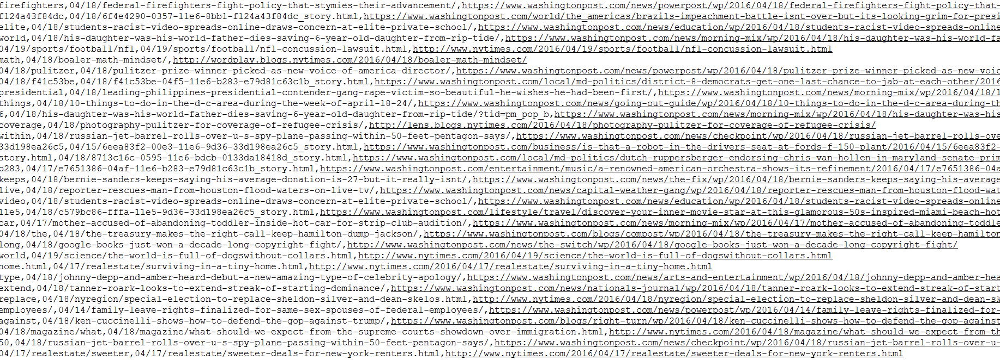 firefighters,04/18/federal-firefighters-fight-policy-that-stymies-their-advancement/,https://www.washingtonpost.com/news/powerpost/wp/2016/04/18/federal-firefighters-fight-policy-that-
f124a43f84dc,04/18/6f4e4290-0357-11e6-8bb1-f124a43f84dc_story.html,https://www.washingtonpost.com/world/the_americas/brazils-impeachment-battle-isnt-over-but-its-looking-grim-for-presi
elite,04/18/students-racist-video-spreads-online-draws-concern-at-elite-private-school/,https://www.washingtonpost.com/news/education/wp/2016/04/18/students-racist-video-spreads-online
world,04/18/his-daughter-was-his-world-father-dies-saving-6-year-old-daughter-from-rip-tide/,https://www.washingtonpost.com/news/morning-mix/wp/2016/04/18/his-daughter-was-his-world-fa
04/19/sports/football/nfl,04/19/sports/football/nfl-concussion-lawsuit.html,http://www.nytimes.com/2016/04/19/sports/football/nfl-concussion-lawsuit.html
math,04/18/boaler-math-mindset/,http://wordplay.blogs.nytimes.com/2016/04/18/boaler-math-mindset/
04/18/pulitzer,04/18/pulitzer-prize-winner-picked-as-new-voice-of-america-director/,https://www.washingtonpost.com/news/powerpost/wp/2016/04/18/pulitzer-prize-winner-picked-as-new-voic
04/18/f41c53be,04/18/f41c53be-04f5-11e6-b283-e79d81c63c1b_story.html,https://www.washingtonpost.com/local/md-politics/district-8-democrats-get-one-last-chance-to-jab-at-each-other/2016
presidential,04/18/leading-philippines-presidential-contender-gang-rape-victim-so-beautiful-he-wishes-he-had-been-first/,https://www.washingtonpost.com/news/morning-mix/wp/2016/04/18/l
things,04/18/10-things-to-do-in-the-d-c-area-during-the-week-of-april-18-24/,https://www.washingtonpost.com/news/going-out-guide/wp/2016/04/18/10-things-to-do-in-the-d-c-area-during-th
6,04/18/his-daughter-was-his-world-father-dies-saving-6-year-old-daughter-from-rip-tide/?tid=pm_pop_b,https://www.washingtonpost.com/news/morning-mix/wp/2016/04/18/his-daughter-was-his
coverage,04/18/photography-pulitzer-for-coverage-of-refugee-crisis/,http://lens.blogs.nytimes.com/2016/04/18/photography-pulitzer-for-coverage-of-refugee-crisis/
within,04/18/russian-jet-barrel-rolls-over-u-s-spy-plane-passing-within-50-feet-pentagon-says/,https://www.washingtonpost.com/news/checkpoint/wp/2016/04/18/russian-jet-barrel-rolls-ove
33d198ea26c5,04/15/6eea83f2-00e3-11e6-9d36-33d198ea26c5_story.html,https://www.washingtonpost.com/business/is-that-a-robot-in-the-drivers-seat-at-fords-f-150-plant/2016/04/15/6eea83f2-
story.html,04/18/8713c16c-0595-11e6-bdcb-0133da18418d_story.html,https://www.washingtonpost.com/local/md-politics/dutch-ruppersberger-endorsing-chris-van-hollen-in-maryland-senate-prim
b283,04/17/e7651386-04af-11e6-b283-e79d81c63c1b_story.html,https://www.washingtonpost.com/entertainment/music/a-renowned-american-orchestra-shows-its-refinement/2016/04/17/e7651386-04a
keeps,04/18/bernie-sanders-keeps-saying-his-average-donation-is-27-but-it-really-isnt/,https://www.washingtonpost.com/news/the-fix/wp/2016/04/18/bernie-sanders-keeps-saying-his-average
live,04/18/reporter-rescues-man-from-houston-flood-waters-on-live-tv/,https://www.washingtonpost.com/news/capital-weather-gang/wp/2016/04/18/reporter-rescues-man-from-houston-flood-wat
video,04/18/students-racist-video-spreads-online-draws-concern-at-elite-private-school/,https://www.washingtonpost.com/news/education/wp/2016/04/18/students-racist-video-spreads-online
11e5,04/18/c579bc86-fffa-11e5-9d36-33d198ea26c5_story.html,https://www.washingtonpost.com/lifestyle/travel/discover-your-inner-movie-star-at-this-glamorous-50s-inspired-miami-beach-hot
car,04/17/mother-accused-of-abandoning-toddler-inside-hot-car-for-strip-club-audition/,https://www.washingtonpost.com/news/morning-mix/wp/2016/04/17/mother-accused-of-abandoning-toddle
04/18/the,04/18/the-treasury-makes-the-right-call-keep-hamilton-dump-jackson/,https://www.washingtonpost.com/blogs/compost/wp/2016/04/18/the-treasury-makes-the-right-call-keep-hamilton
long,04/18/google-books-just-won-a-decade-long-copyright-fight/,http://www.washingtonpost.com/news/the-switch/wp/2016/04/18/google-books-just-won-a-decade-long-copyright-fight/
world,04/19/science/the-world-is-full-of-dogswithout-collars.html,http://www.nytimes.com/2016/04/19/science/the-world-is-full-of-dogswithout-collars.html
home.html,04/17/realestate/surviving-in-a-tiny-home.html,http://www.nytimes.com/2016/04/17/realestate/surviving-in-a-tiny-home.html
type,04/18/johnny-depp-and-amber-heard-debut-a-new-amazing-type-of-celebrity-apology/,https://www.washingtonpost.com/news/arts-and-entertainment/wp/2016/04/18/johnny-depp-and-amber-hea
extend,04/18/tanner-roark-looks-to-extend-streak-of-starting-dominance/,https://www.washingtonpost.com/news/nationals-journal/wp/2016/04/18/tanner-roark-looks-to-extend-streak-of-start
replace,04/18/nyregion/special-election-to-replace-sheldon-silver-and-dean-skelos.html,http://www.nytimes.com/2016/04/18/nyregion/special-election-to-replace-sheldon-silver-and-dean-sk
employees/,04/14/family-leave-rights-finalized-for-same-sex-spouses-of-federal-employees/,https://www.washingtonpost.com/news/powerpost/wp/2016/04/14/family-leave-rights-finalized-for-
against,04/18/ken-cuccinelli-shows-how-to-defend-the-gop-against-trump/,https://www.washingtonpost.com/blogs/right-turn/wp/2016/04/18/ken-cuccinelli-shows-how-to-defend-the-gop-against
04/18/magazine/what,04/18/magazine/what-should-we-expect-from-the-supreme-courts-showdown-over-immigration.html,http://www.nytimes.com/2016/04/18/magazine/what-should-we-expect-from-th
50,04/18/russian-jet-barrel-rolls-over-u-s-spy-plane-passing-within-50-feet-pentagon-says/,https://www.washingtonpost.com/news/checkpoint/wp/2016/04/18/russian-jet-barrel-rolls-over-u-
04/17/realestate/sweeter,04/17/realestate/sweeter-deals-for-new-york-renters.html,http://www.nytimes.com/2016/04/17/realestate/sweeter-deals-for-new-york-renters.html